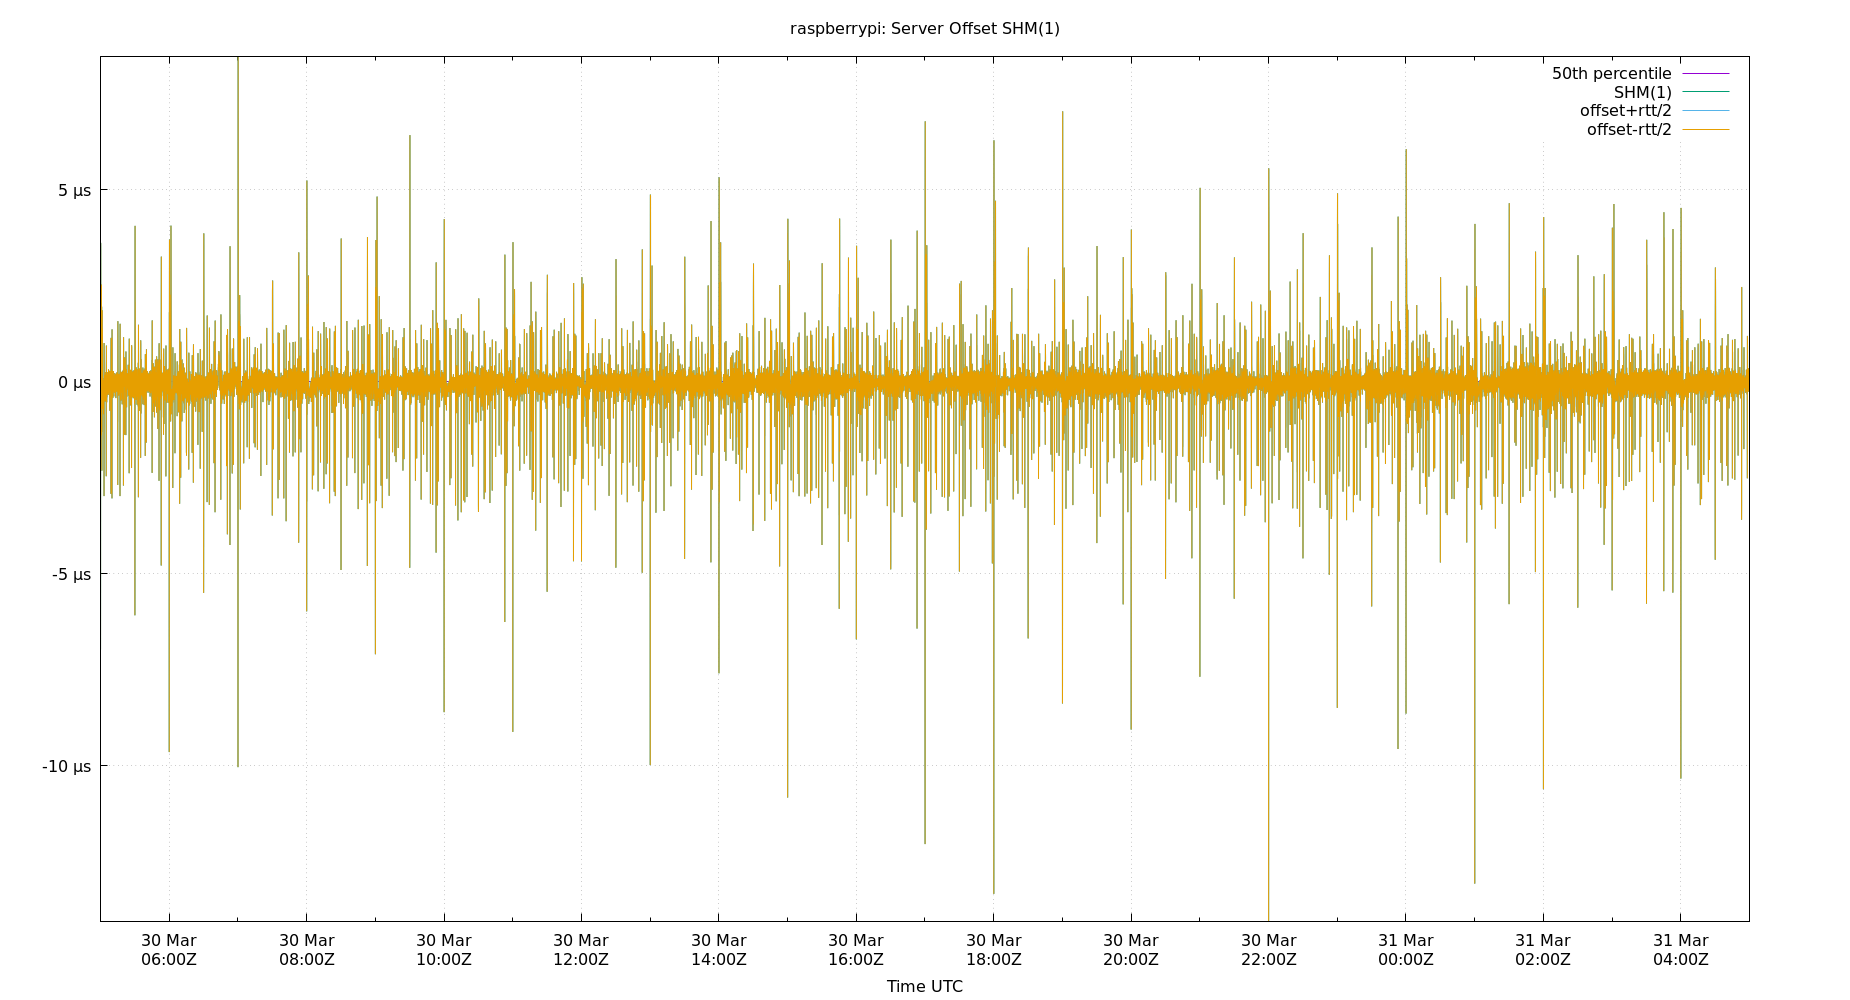 raspberrypi: Server Offset SHM(1)
50th percentile
SHM(1)
offset+rtt/2
offset-rtt/2
5 µs
0 µs
-5 µs
-10 µs
30 Mar 30 Mar 30 Mar 30 Mar 30 Mar 30 Mar 30 Mar 30 Mar 30 Mar 31 Mar 31 Mar 31 Mar
06:00Z 08:00Z 10:00Z 12:00Z 14:00Z 16:00Z 18:00Z 20:00Z 22:00Z 00:00Z 02:00Z 04:00Z
Time UTC